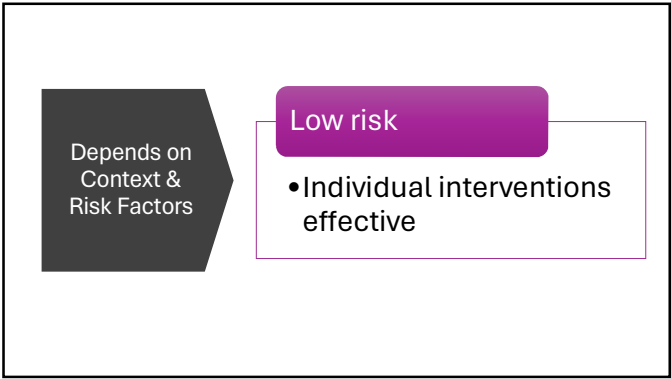 Depends on
Context &
Risk Factors
Low risk
•Individual interventions
effective